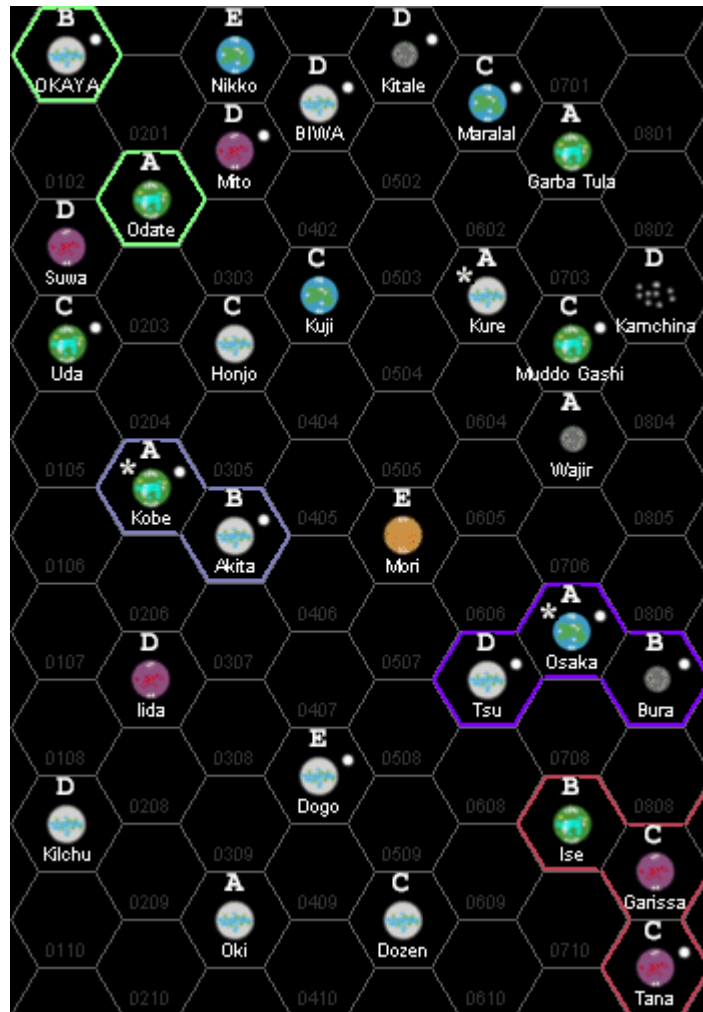 B
E
D
OKAYA
Nikko
Kitale
0701
D
C
0201
BIWA
Maralal
0801
D
A
0102
Mito
0502
Garba Tula
A
Odate
0402
0602
0802
D
Suwa
0303
0503
0703
C
A
*
D
0203
Kuji
Kure
Kamchina
C
C
C
Uda
Honjo
0504
Muddo Gashi
0204
0404
0604
A
0804
0105
0305
0505
Wajir
A
*
Kobe
0405
0605
0805
B
E
0106
Akita
Mori
0706
0206
0406
0606
A
*
0806
D
0107
0307
0507
Osaka
D
B
Iida
0407
Tsu
Bura
0108
0308
0508
0708
E
0208
Dogo
0608
0808
D
B
Kilchu
0309
0509
Ise
C
0209
0409
0609
Garissa
A
C
0110
Oki
Dozen
0710
C
0210
0410
0610
Tana